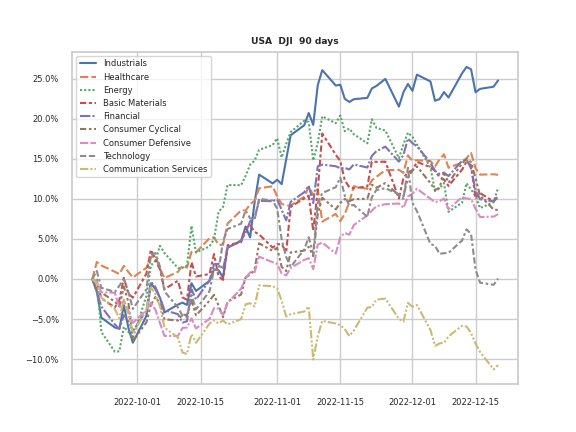 USA DJI 90 days
Industrials
Healthcare
Energy
Basic Materials
Financial
Consumer Cyclical
Consumer Defensive
Technology
Communication Services
25.0%
20.0%
15.0%
10.0%
5.0%
0.0%
−5.0%
−10.0%
2022-10-01 2022-10-15 2022-11-01 2022-11-15 2022-12-01 2022-12-15